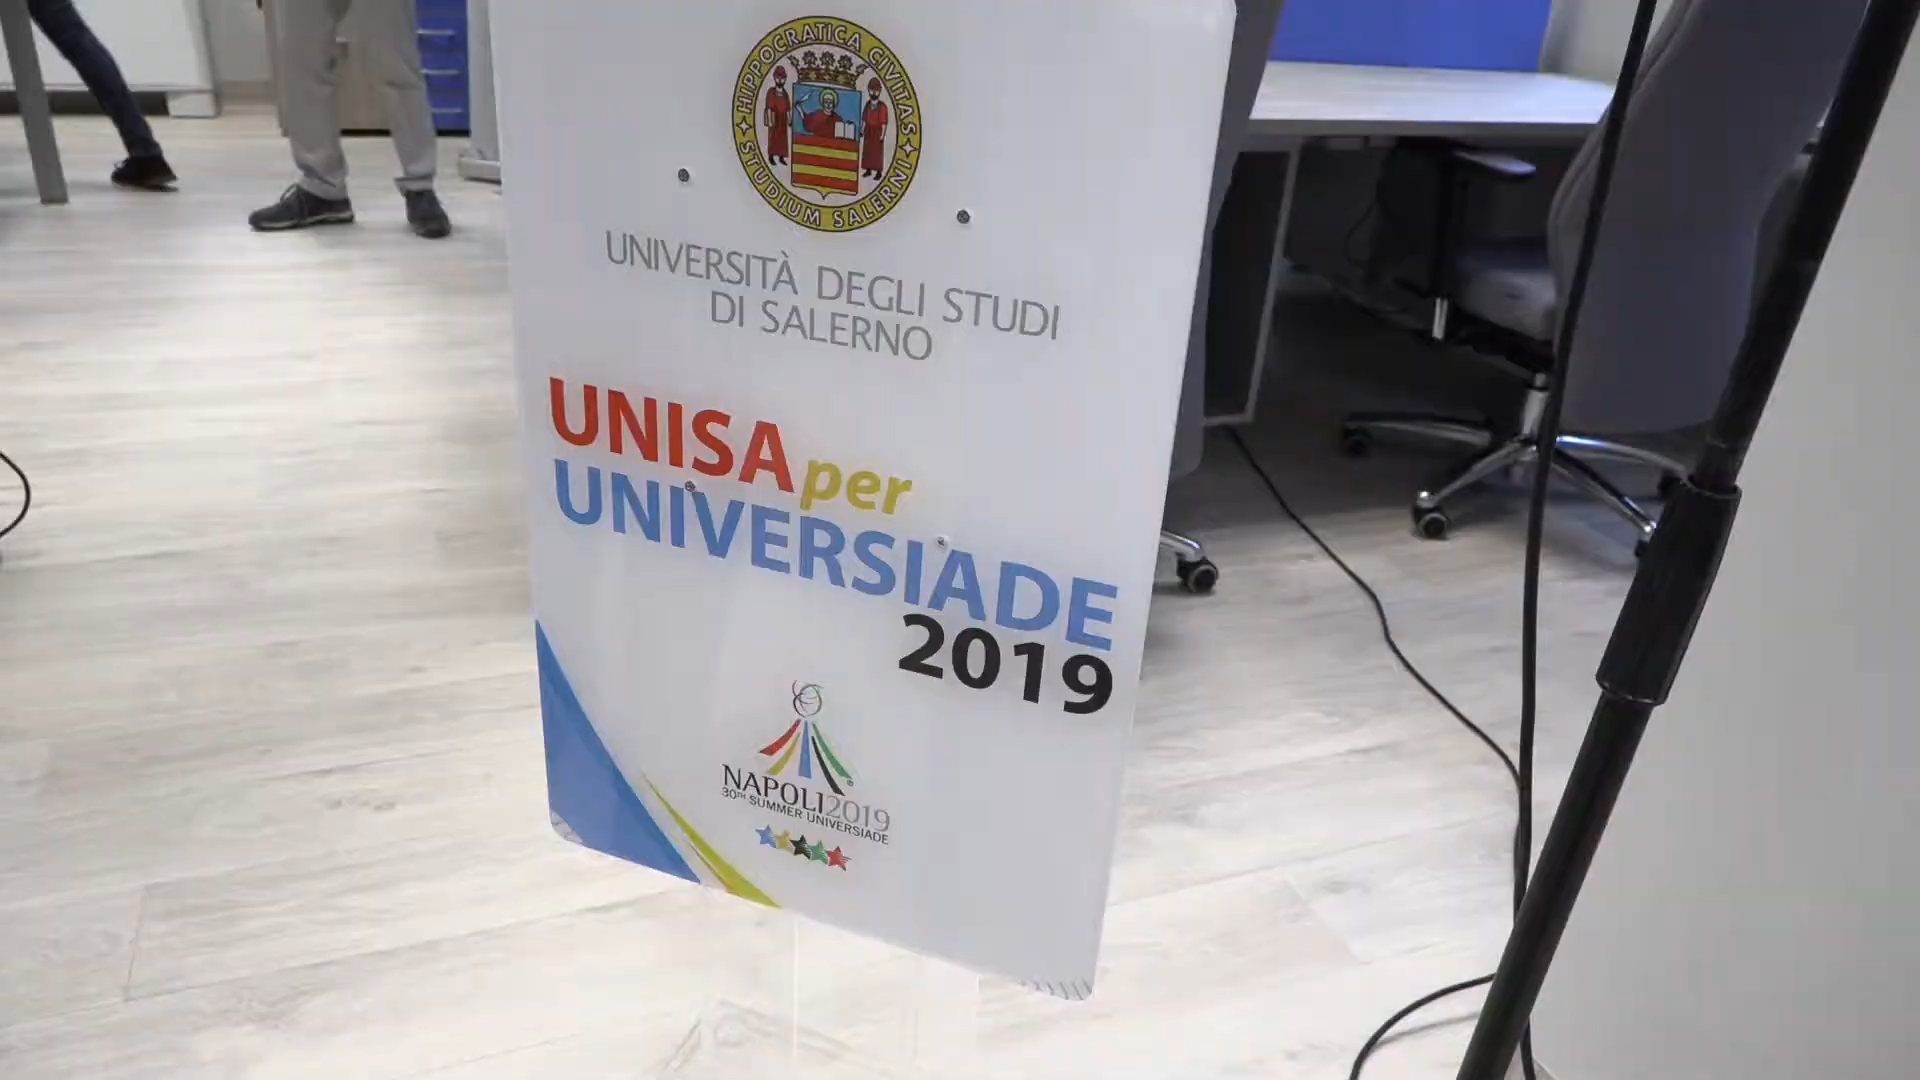 HIPPOCRATICA CIVITAS
STUDIUM SALERNI
UNIVERSITÀ DEGLI STUDI
DI SALERNO
UNISA per
UNIVERSIADE
2019
NAPOLI2019
30TH SUMMER UNIVERSIADE